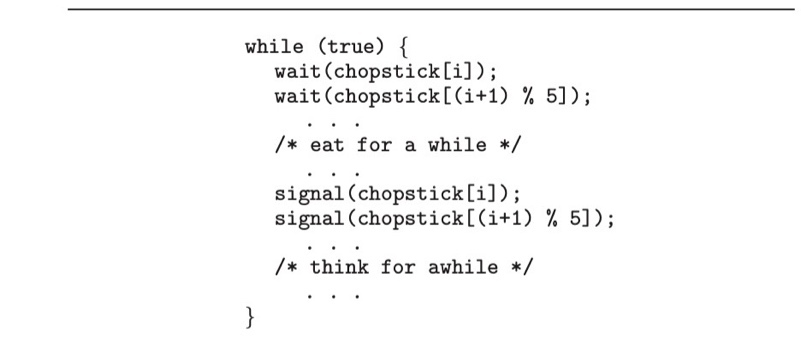 while (true) {
wait(chopstick[i]);
wait(chopstick[(i+1) % 5]);
. . .
/* eat for a while */
. . .
signal(chopstick[i]);
signal(chopstick[(i+1) % 5]);
. . .
/* think for awhile */
. . .
}